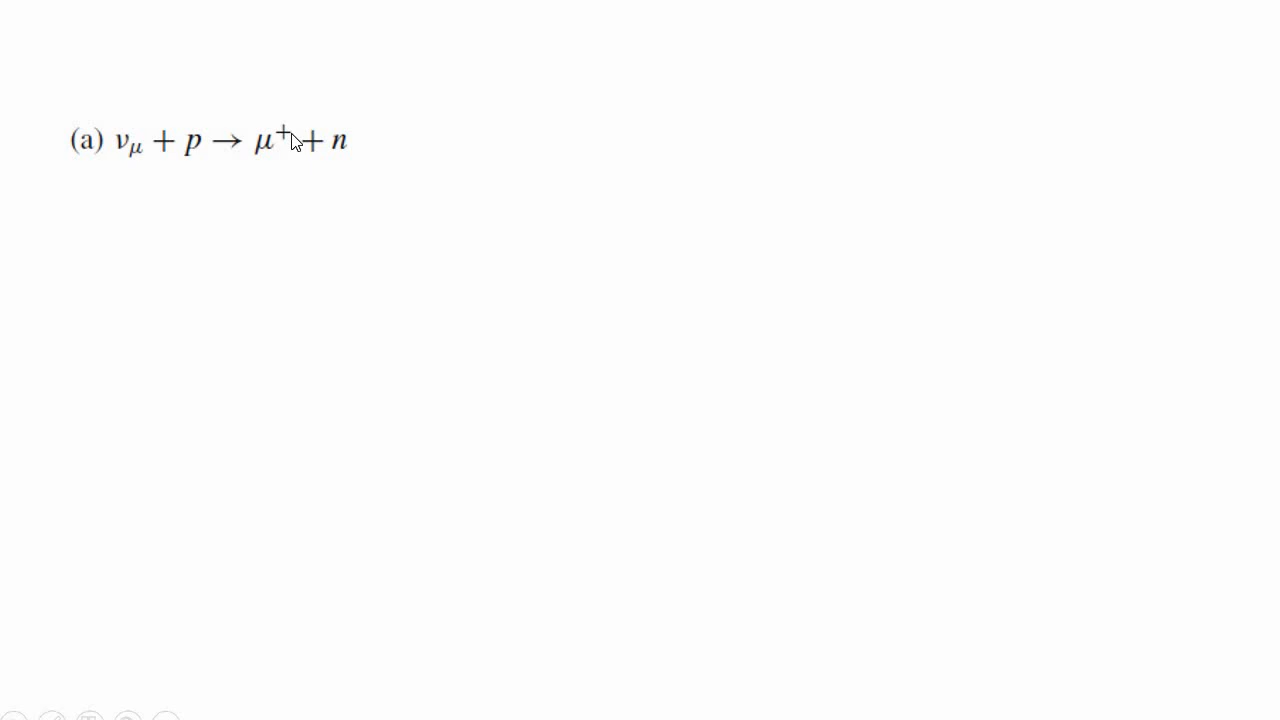 (a) ν_μ + p → μ⁺ + n